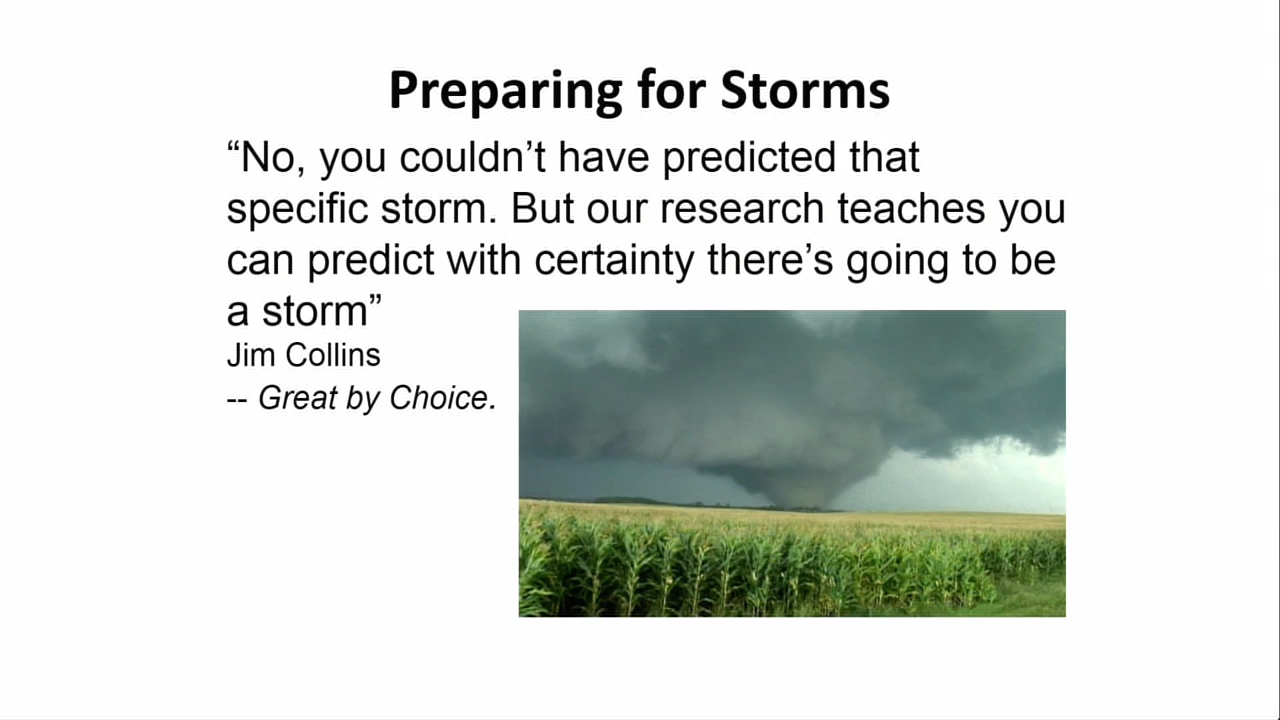 Preparing for Storms
“No, you couldn’t have predicted that
specific storm. But our research teaches you
can predict with certainty there’s going to be
a storm”
Jim Collins
-- Great by Choice.